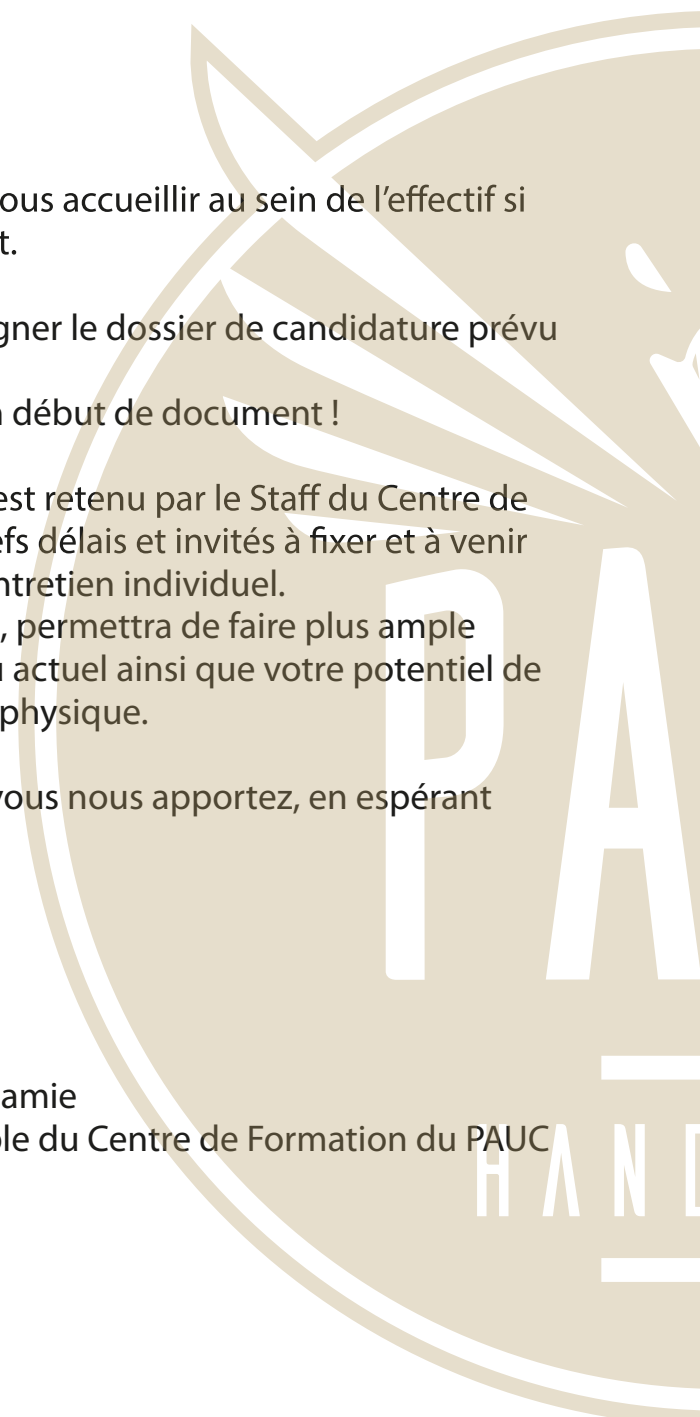 ous accueillir au sein de l'effectif si
t.
gner le dossier de candidature prévu
début de document !
est retenu par le Staff du Centre de
efs délais et invités à fixer et à venir
ntretien individuel.
, permettra de faire plus ample
actuel ainsi que votre potentiel de
physique.
vous nous apportez, en espérant
amie
le du Centre de Formation du PAUC
PA
HAND